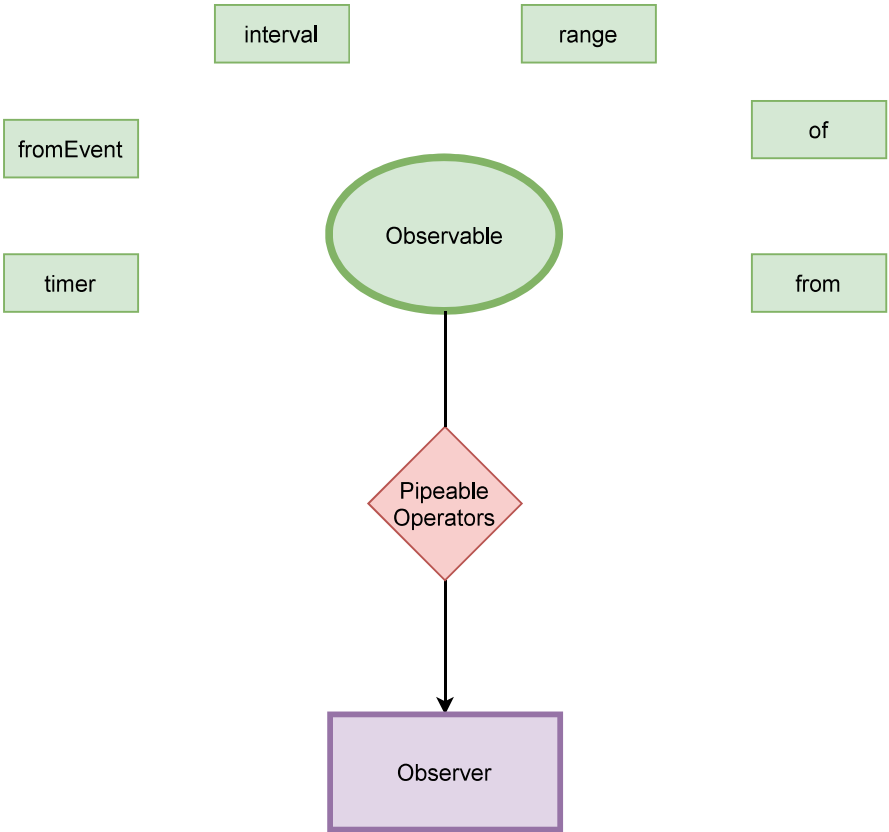 interval
range
fromEvent
of
Observable
timer
from
Pipeable
Operators
Observer